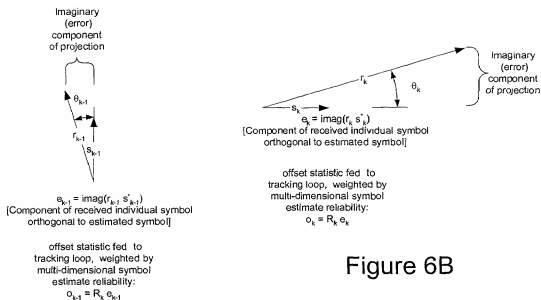 Imaginary
(error)
component
of projection
θk-1
rk-1
sk-1
ek-1 = imag(rk-1 s*k-1)
[Component of received individual symbol
orthogonal to estimated symbol]
offset statistic fed to
tracking loop, weighted by
multi-dimensional symbol
estimate reliability:
ok-1 = Rk ek-1
rk
θk
Imaginary
(error)
component
of projection
sk
ek = imag(rk s*k)
[Component of received individual symbol
orthogonal to estimated symbol]
offset statistic fed to
tracking loop, weighted by
multi-dimensional symbol
estimate reliability:
ok = Rk ek
Figure 6B